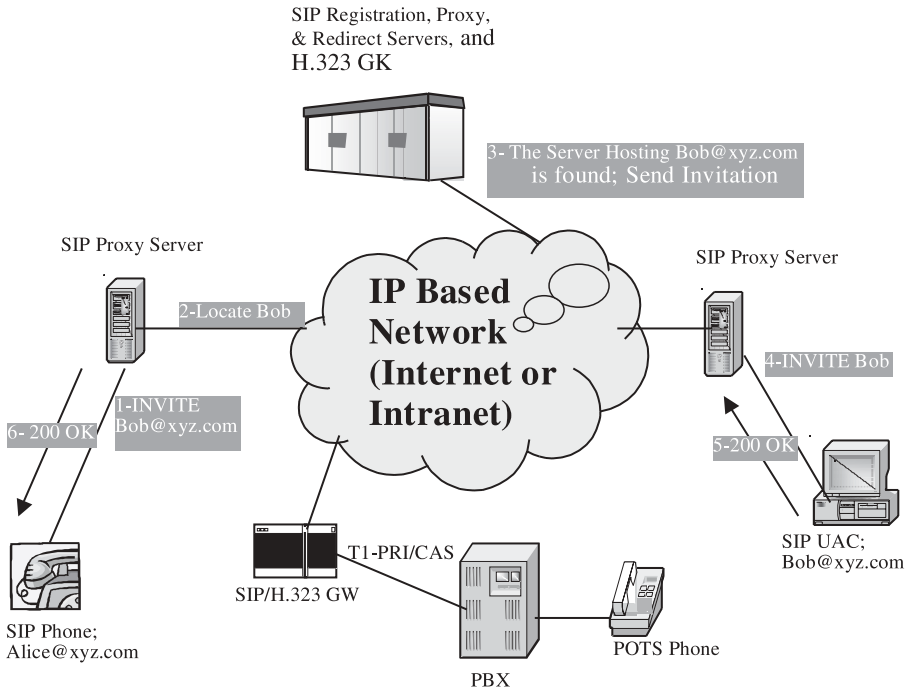 SIP Registration, Proxy,
& Redirect Servers, and
H.323 GK
3- The Server Hosting Bob@xyz.com
is found; Send Invitation
SIP Proxy Server
SIP Proxy Server
2-Locate Bob
IP Based
Network
(Internet or
Intranet)
4-INVITE Bob
1-INVITE
Bob@xyz.com
6- 200 OK
5-200 OK
SIP UAC;
Bob@xyz.com
T1-PRI/CAS
SIP/H.323 GW
SIP Phone;
Alice@xyz.com
POTS Phone
PBX